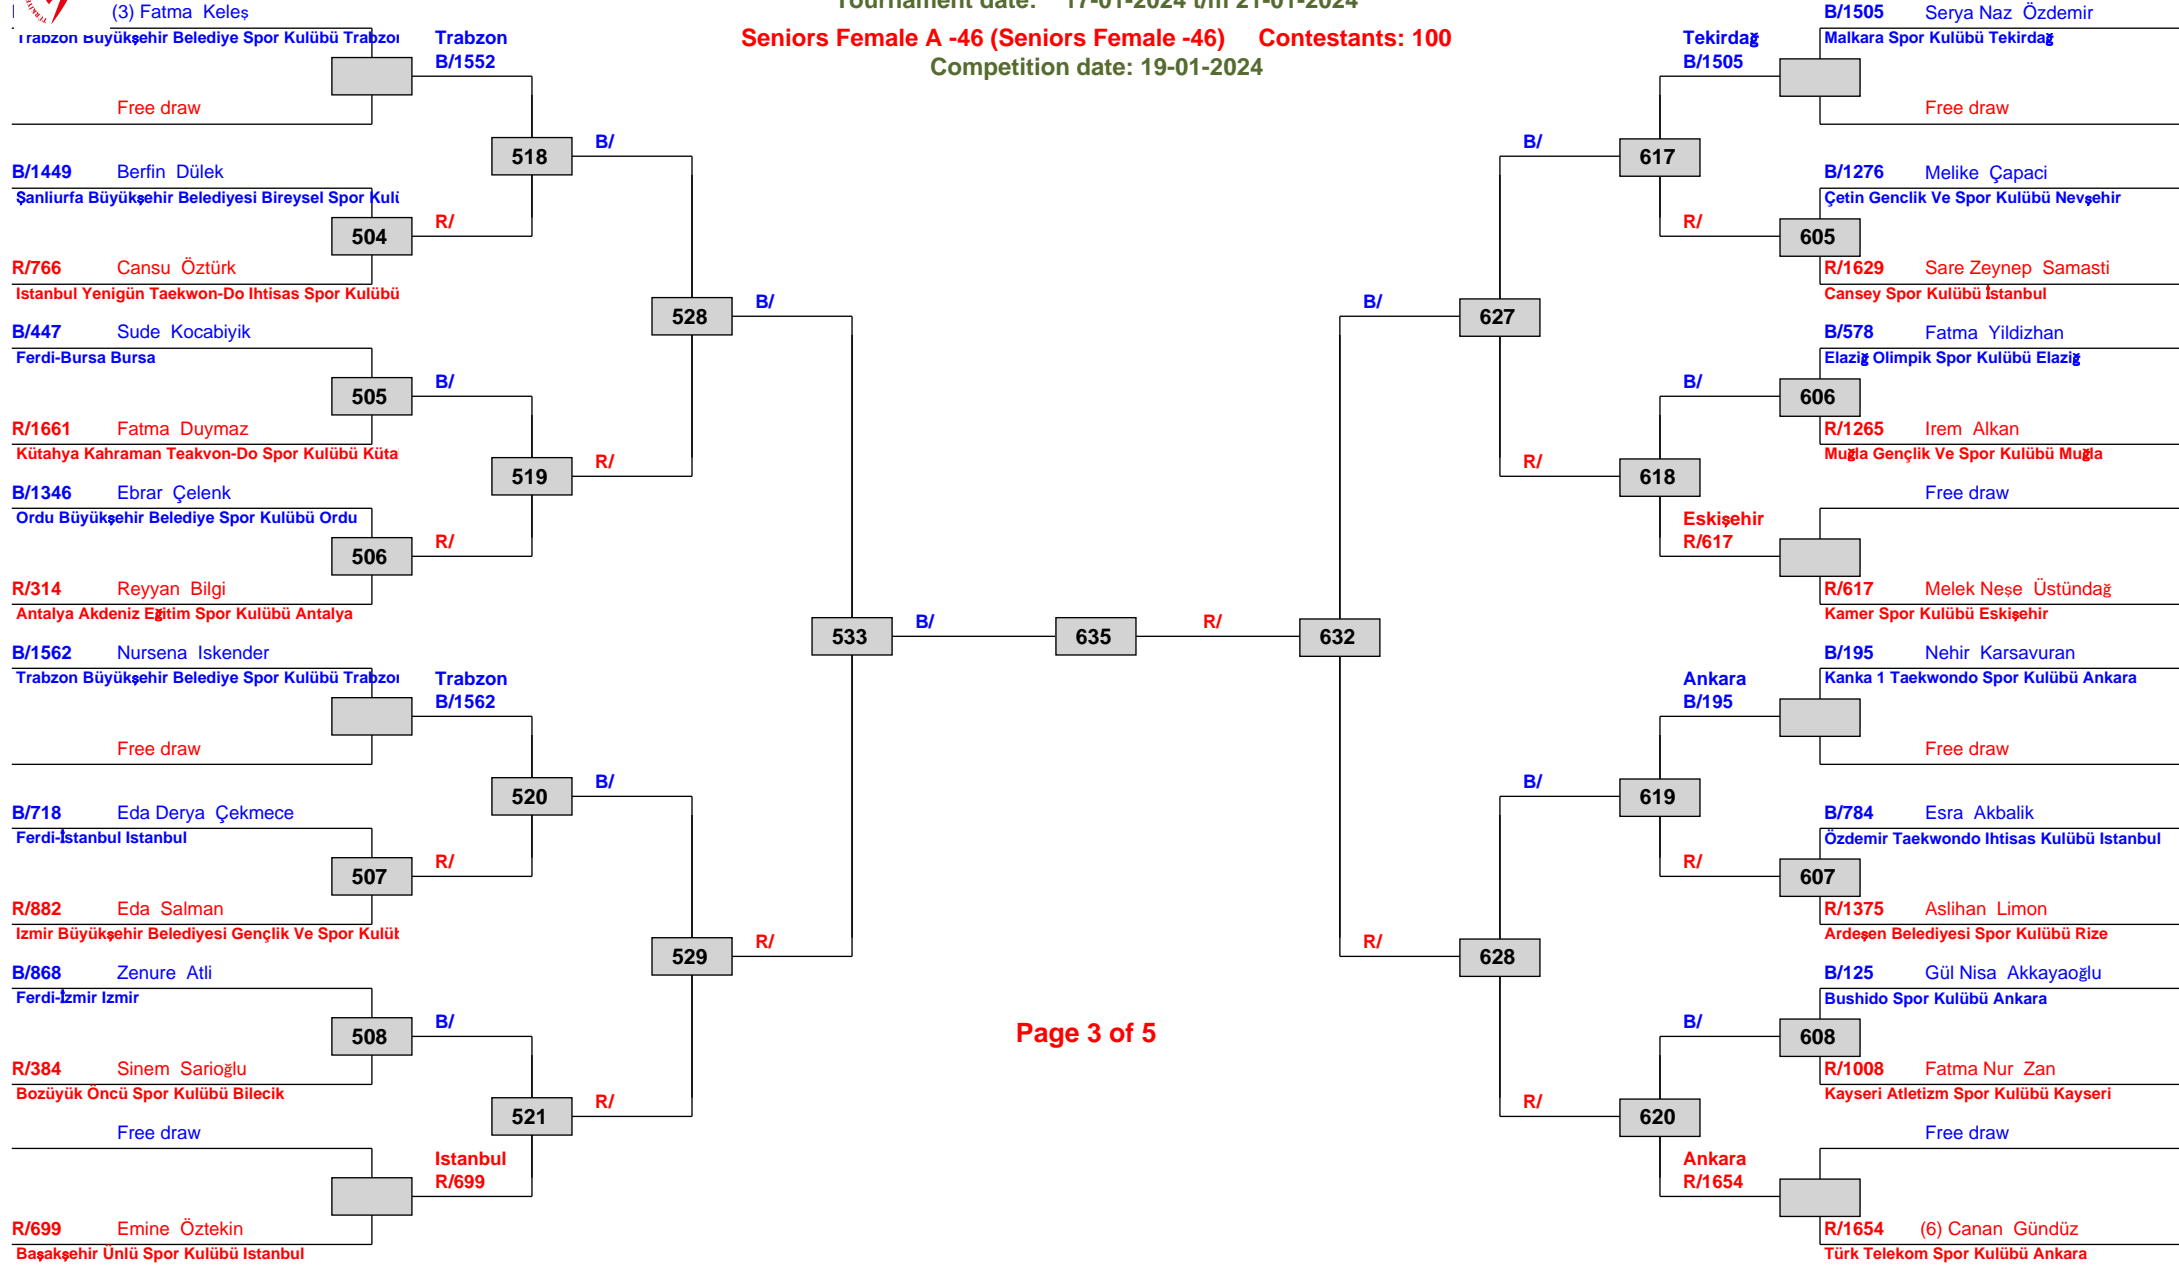 (3) Fatma Keleş
Trabzon Büyükşehir Belediye Spor Kulübü Trabzon
Free draw
B/1449 Berfin Dülek
Şanliurfa Büyükşehir Belediyesi Bireysel Spor Kulü
R/766 Cansu Öztürk
Istanbul Yenigün Taekwon-Do Ihtisas Spor Kulübü
B/447 Sude Kocabiyik
Ferdi-Bursa Bursa
R/1661 Fatma Duymaz
Kütahya Kahraman Teakvon-Do Spor Kulübü Küta
B/1346 Ebrar Çelenk
Ordu Büyükşehir Belediye Spor Kulübü Ordu
R/314 Reyyan Bilgi
Antalya Akdeniz Eğitim Spor Kulübü Antalya
B/1562 Nursena Iskender
Trabzon Büyükşehir Belediye Spor Kulübü Trabzon
Free draw
B/718 Eda Derya Çekmece
Ferdi-İstanbul Istanbul
R/882 Eda Salman
Izmir Büyükşehir Belediyesi Gençlik Ve Spor Kulüb
B/868 Zenure Atli
Ferdi-İzmir Izmir
R/384 Sinem Sarioğlu
Bozüyük Öncü Spor Kulübü Bilecik
Free draw
R/699 Emine Öztekin
Başakşehir Ünlü Spor Kulübü Istanbul
504
505
506
507
508
Trabzon
B/1552
R/
B/
R/
Trabzon
B/1562
R/
B/
Istanbul
R/699
518
519
520
521
B/
R/
B/
R/
528
529
B/
R/
533
B/
635
Tournament date: 17-01-2024 t/m 21-01-2024
Seniors Female A -46 (Seniors Female -46) Contestants: 100
Competition date: 19-01-2024
Page 3 of 5
R/
632
B/
R/
627
628
B/
R/
B/
R/
617
618
619
620
Tekirdağ
B/1505
R/
B/
Eskişehir
R/617
Ankara
B/195
R/
B/
Ankara
R/1654
605
606
607
608
B/1505 Serya Naz Özdemir
Malkara Spor Kulübü Tekirdağ
Free draw
B/1276 Melike Çapaci
Çetin Genclik Ve Spor Kulübü Nevşehir
R/1629 Sare Zeynep Samasti
Cansey Spor Kulübü İstanbul
B/578 Fatma Yildizhan
Elaziğ Olimpik Spor Kulübü Elaziğ
R/1265 Irem Alkan
Muğla Gençlik Ve Spor Kulübü Muğla
Free draw
R/617 Melek Neşe Üstündağ
Kamer Spor Kulübü Eskişehir
B/195 Nehir Karsavuran
Kanka 1 Taekwondo Spor Kulübü Ankara
Free draw
B/784 Esra Akbalik
Özdemir Taekwondo Ihtisas Kulübü Istanbul
R/1375 Aslihan Limon
Ardeşen Belediyesi Spor Kulübü Rize
B/125 Gül Nisa Akkayaoğlu
Bushido Spor Kulübü Ankara
R/1008 Fatma Nur Zan
Kayseri Atletizm Spor Kulübü Kayseri
Free draw
R/1654 (6) Canan Gündüz
Türk Telekom Spor Kulübü Ankara